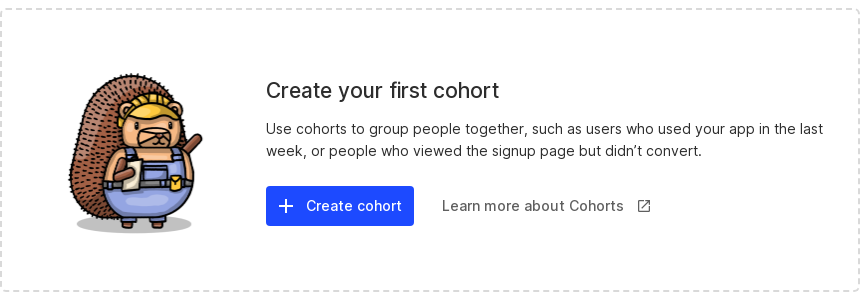 Create your first cohort
Use cohorts to group people together, such as users who used your app in the last
week, or people who viewed the signup page but didn’t convert.
Create cohort
Learn more about Cohorts